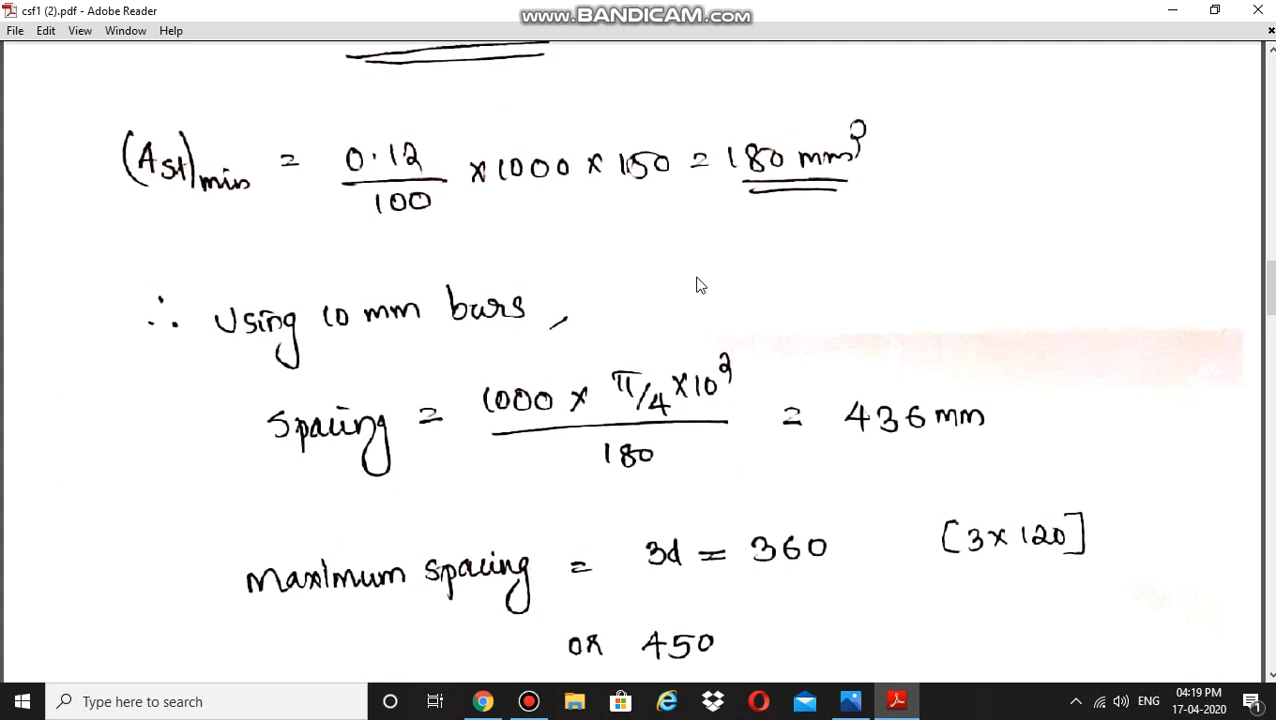 csf1 (2).pdf - Adobe Reader
www.BANDICAM.com
File Edit View Window Help
(Ast)min = 0.12/100 x 1000 x 150 = 180 mm²
∴ Using 10 mm bars,
Spacing = 1000 x π/4 x 10²/180 = 436 mm
Maximum spacing = 3d = 360 [3 x 120]
or 450
Type here to search
ENG
04:19 PM
17-04-2020
1